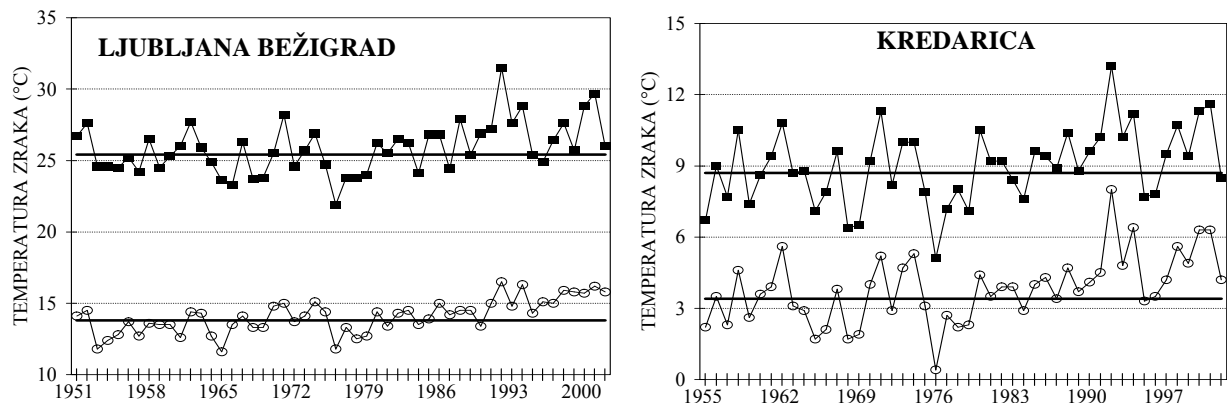 LJUBLJANA BEŽIGRAD
TEMPERATURA ZRAKA (°C)
35
30
25
20
15
10
1951 1958 1965 1972 1979 1986 1993 2000
KREDARICA
TEMPERATURA ZRAKA (°C)
15
12
9
6
3
0
1955 1962 1969 1976 1983 1990 1997